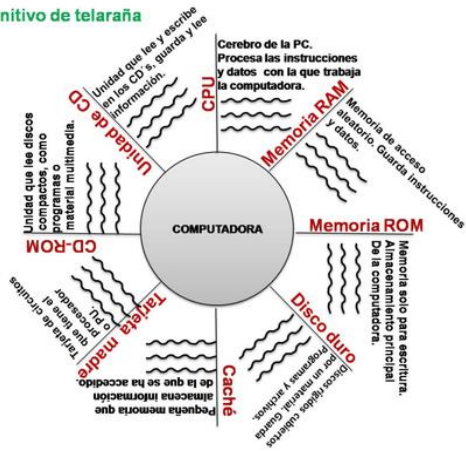 nitivo de telaraña
COMPUTADORA
CPU
Cerebro de la PC.
Procesa las instrucciones
y datos con la que trabaja
la computadora.
Memoria RAM
Memoria de acceso
aleatorio. Guarda instrucciones
y datos.
Memoria ROM
Memoria solo para escritura.
Almacenamiento principal
De la computadora.
Disco duro
Discos rígidos cubiertos
por un material. Guarda
Programas y archivos.
Caché
Pequeña memoria que
almacena información
de la que se ha accedido.
Tarjeta madre
Tarjeta de circuitos
que tiene el
procesador
o PU.
CD-ROM
Unidad que lee discos
compactos, como
programas o
material multimedia.
Unidad de CD
Unidad que lee y escribe
en los CD´s, guarda y lee
información.